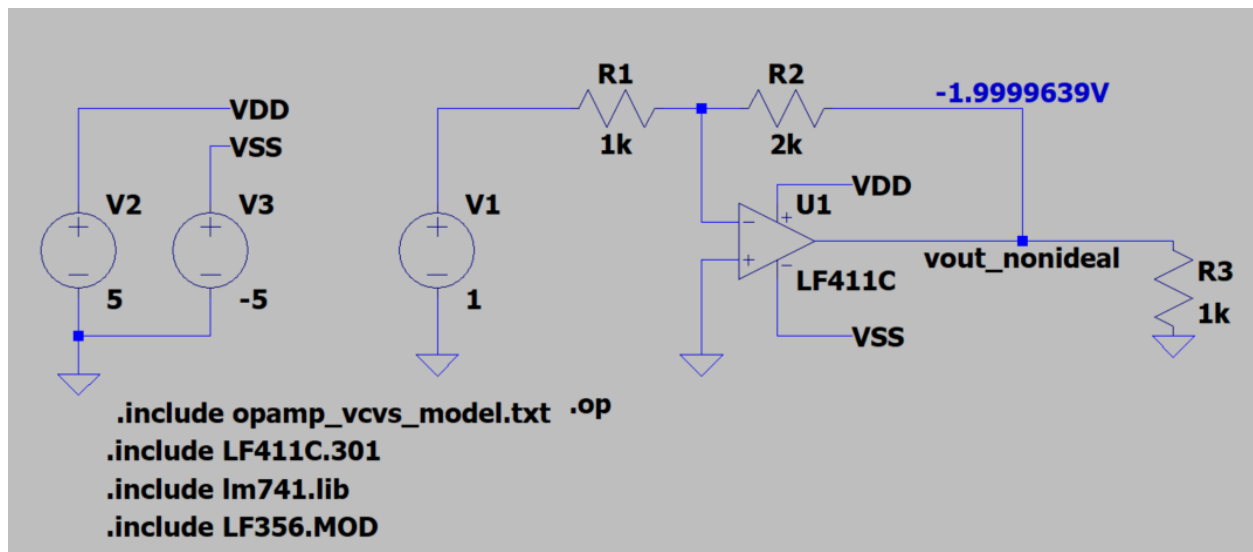 R1
R2
-1.9999639V
VDD
VSS
1k
2k
V2
V3
V1
VDD
U1
5
-5
1
vout_nonideal
LF411C
R3
1k
VSS
.include opamp_vcvs_model.txt
.op
.include LF411C.301
.include lm741.lib
.include LF356.MOD